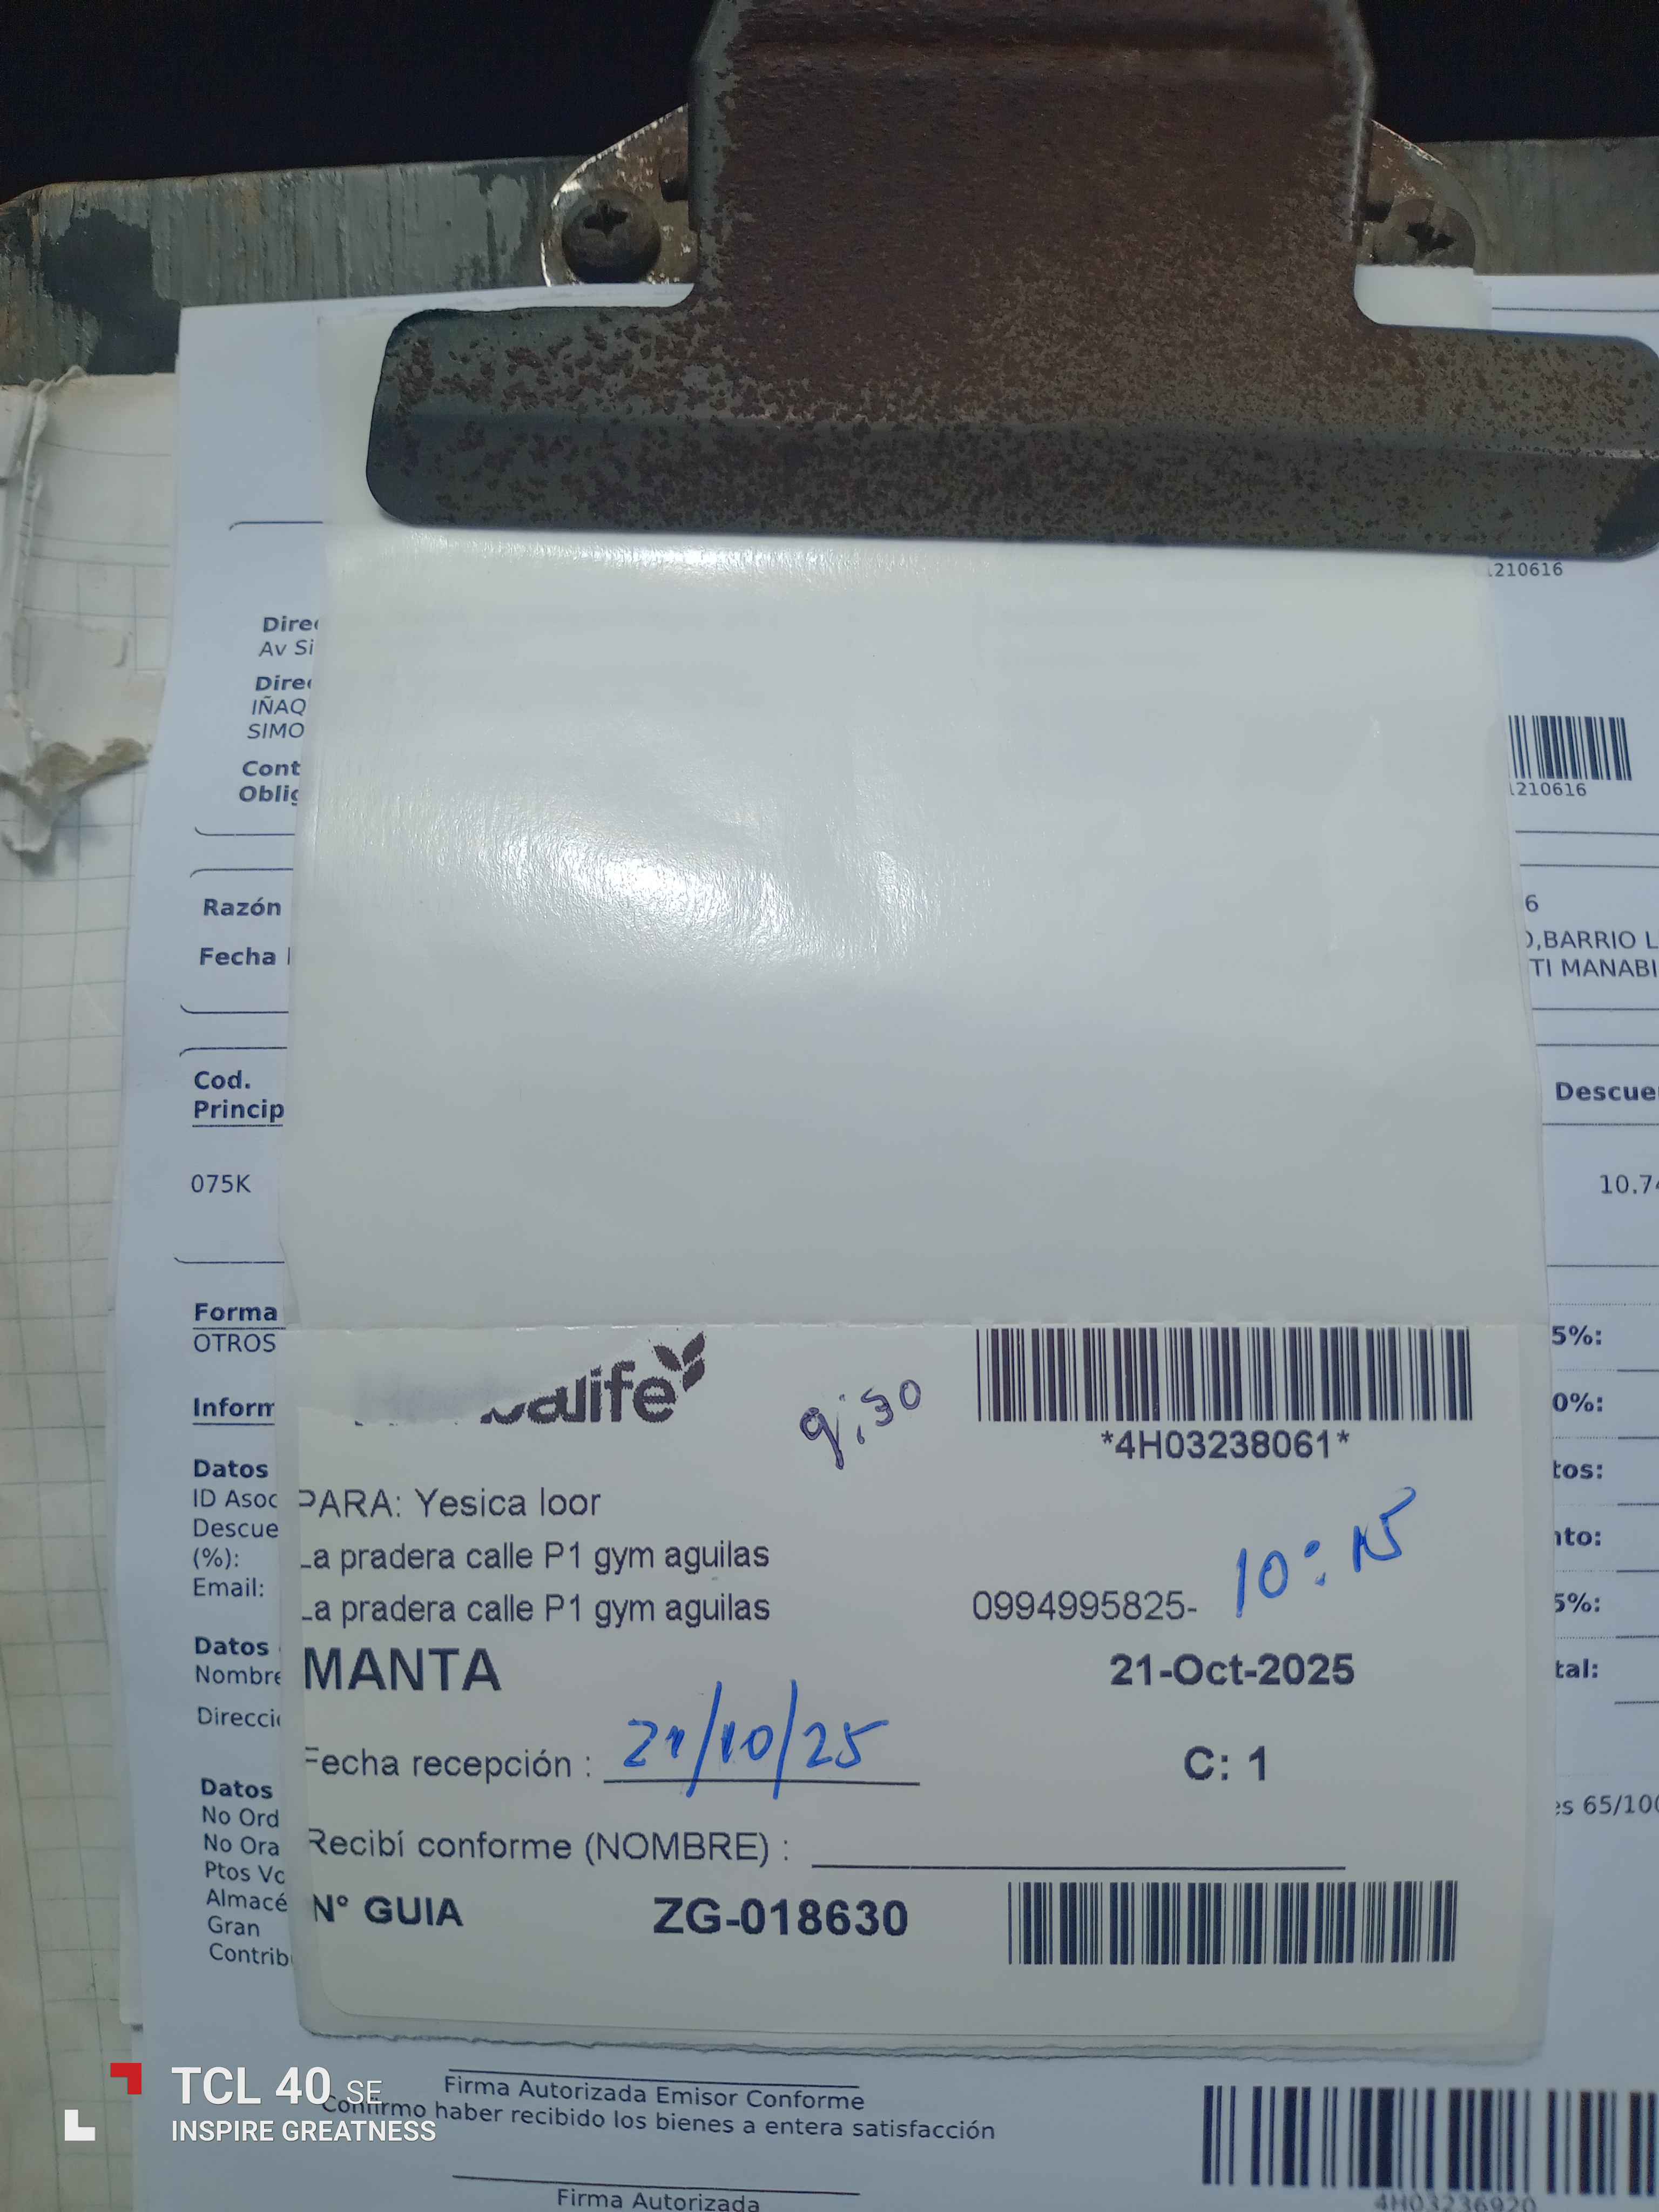 1210616
Direc
Av Si
Direc
IÑAQ
SIMO
Cont
Oblig
1210616
Razón
6
Fecha
O,BARRIO L
TI MANABI
Cod.
Princip
Descue
075K
10.74
Forma
OTROS
5%:
Inform
0%:
Herbalife
9:30
*4H03238061*
Datos
ID Asoc
Descue
(%):
Email:
tos:
nto:
5%:
tal:
PARA: Yesica loor
La pradera calle P1 gym aguilas
10:15
La pradera calle P1 gym aguilas
0994995825-
MANTA
21-Oct-2025
Datos
Nombre
Direcci
Fecha recepción : 21/10/25
C: 1
Datos
No Ord
No Ora
Ptos Vo
Almacé
Gran
Contrib
es 65/100
Recibí conforme (NOMBRE) :
N° GUIA
ZG-018630
Firma Autorizada Emisor Conforme
Confirmo haber recibido los bienes a entera satisfacción
Firma Autorizada
4H03236920
TCL 40 SE
INSPIRE GREATNESS